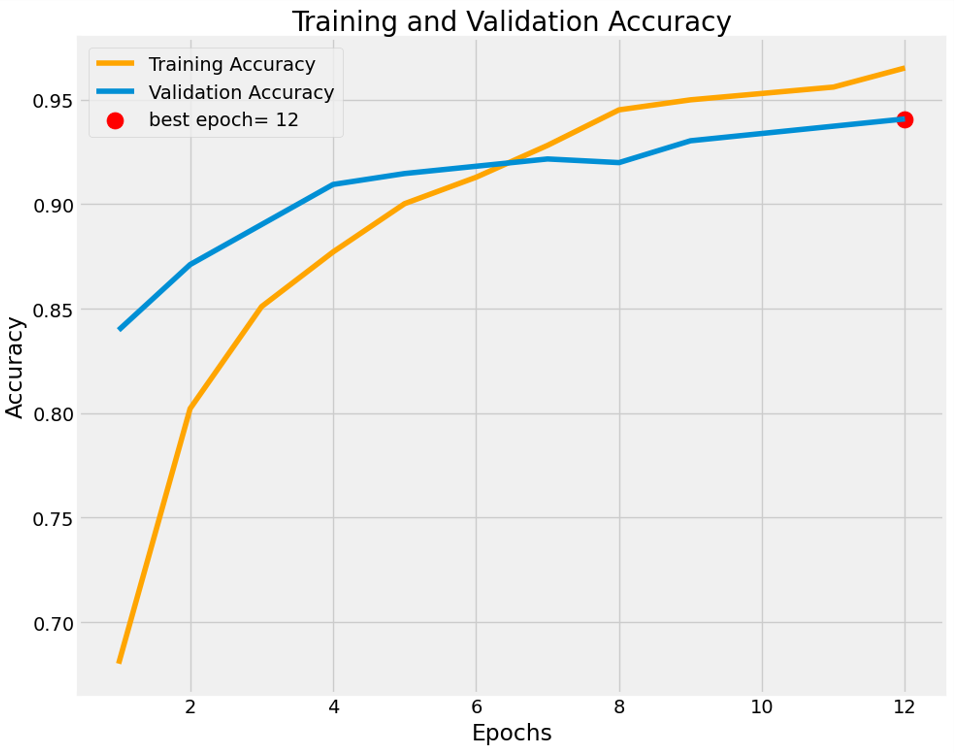 Training and Validation Accuracy
Training Accuracy
Validation Accuracy
best epoch= 12
0.95
0.90
0.85
0.80
0.75
0.70
Accuracy
2 4 6 8 10 12
Epochs